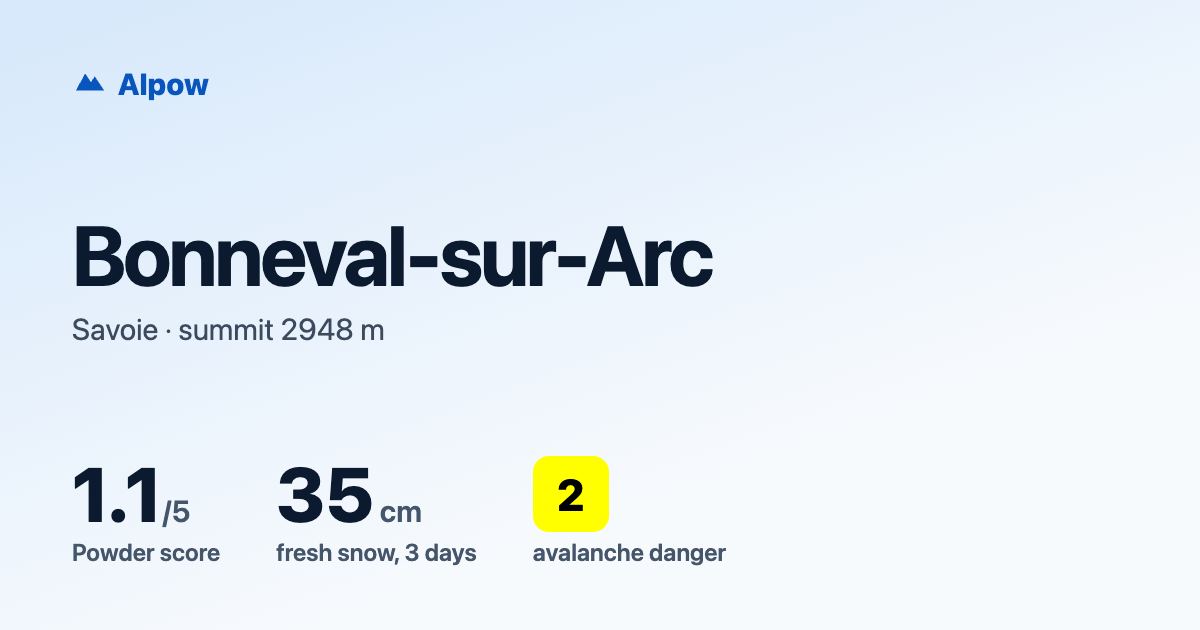 Alpow
Bonneval-sur-Arc
Savoie · summit 2948 m
1.1/5
Powder score
35 cm
fresh snow, 3 days
2
avalanche danger